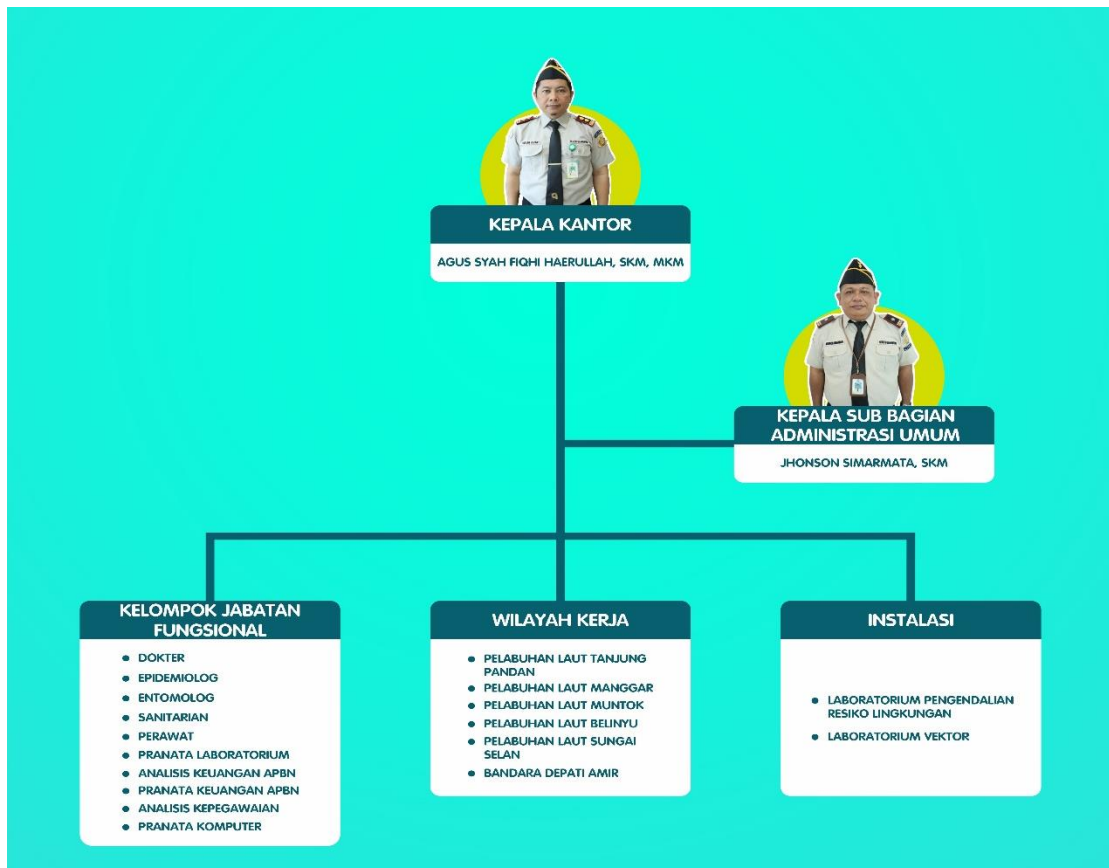 KEPALA KANTOR
AGUS SYAH FIQHI HAERULLAH, SKM, MKM
KEPALA SUB BAGIAN
ADMINISTRASI UMUM
JHONSON SIMARMATA, SKM
KELOMPOK JABATAN
FUNGSIONAL
• DOKTER
• EPIDEMIOLOG
• ENTOMOLOG
• SANITARIAN
• PERAWAT
• PRANATA LABORATORIUM
• ANALISIS KEUANGAN APBN
• PRANATA KEUANGAN APBN
• ANALISIS KEPEGAWAIAN
• PRANATA KOMPUTER
WILAYAH KERJA
• PELABUHAN LAUT TANJUNG
PANDAN
• PELABUHAN LAUT MANGGAR
• PELABUHAN LAUT MUNTOK
• PELABUHAN LAUT BELINYU
• PELABUHAN LAUT SUNGAI
SELAN
• BANDARA DEPATI AMIR
INSTALASI
• LABORATORIUM PENGENDALIAN
RESIKO LINGKUNGAN
• LABORATORIUM VEKTOR